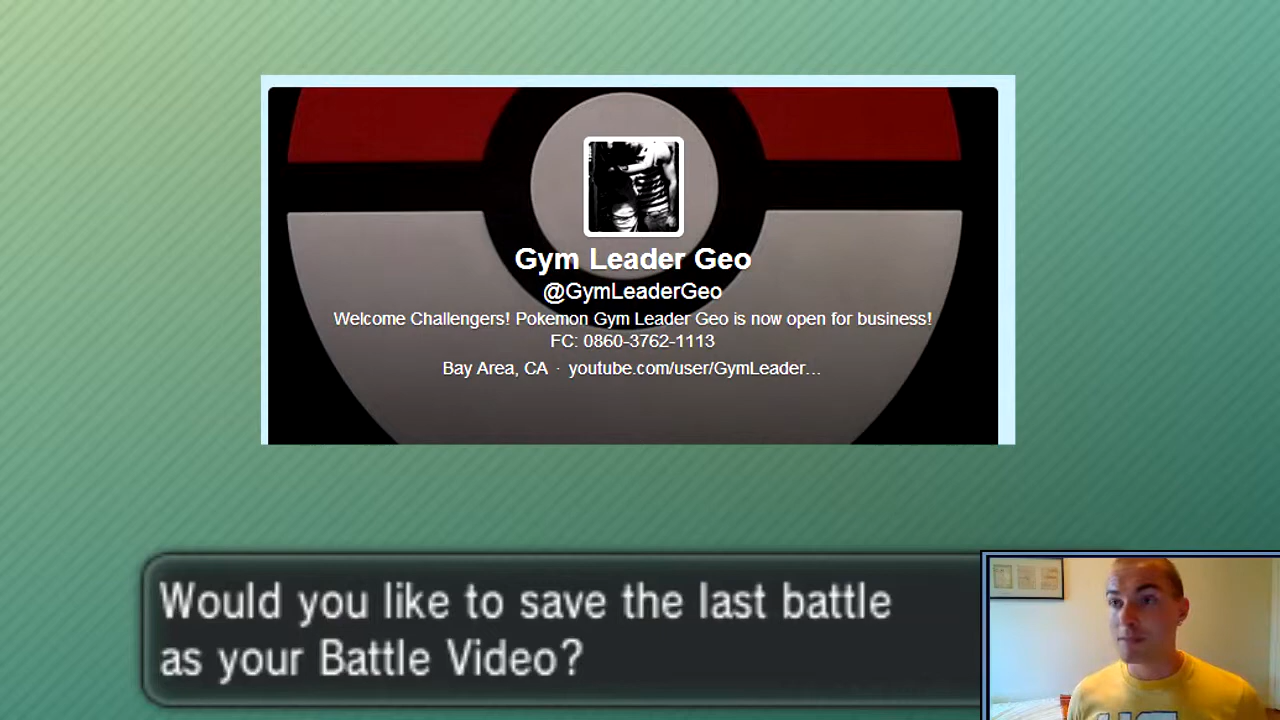 Gym Leader Geo
@GymLeaderGeo
Welcome Challengers! Pokemon Gym Leader Geo is now open for business!
FC: 0860-3762-1113
Bay Area, CA · youtube.com/user/GymLeader...
Would you like to save the last battle
as your Battle Video?